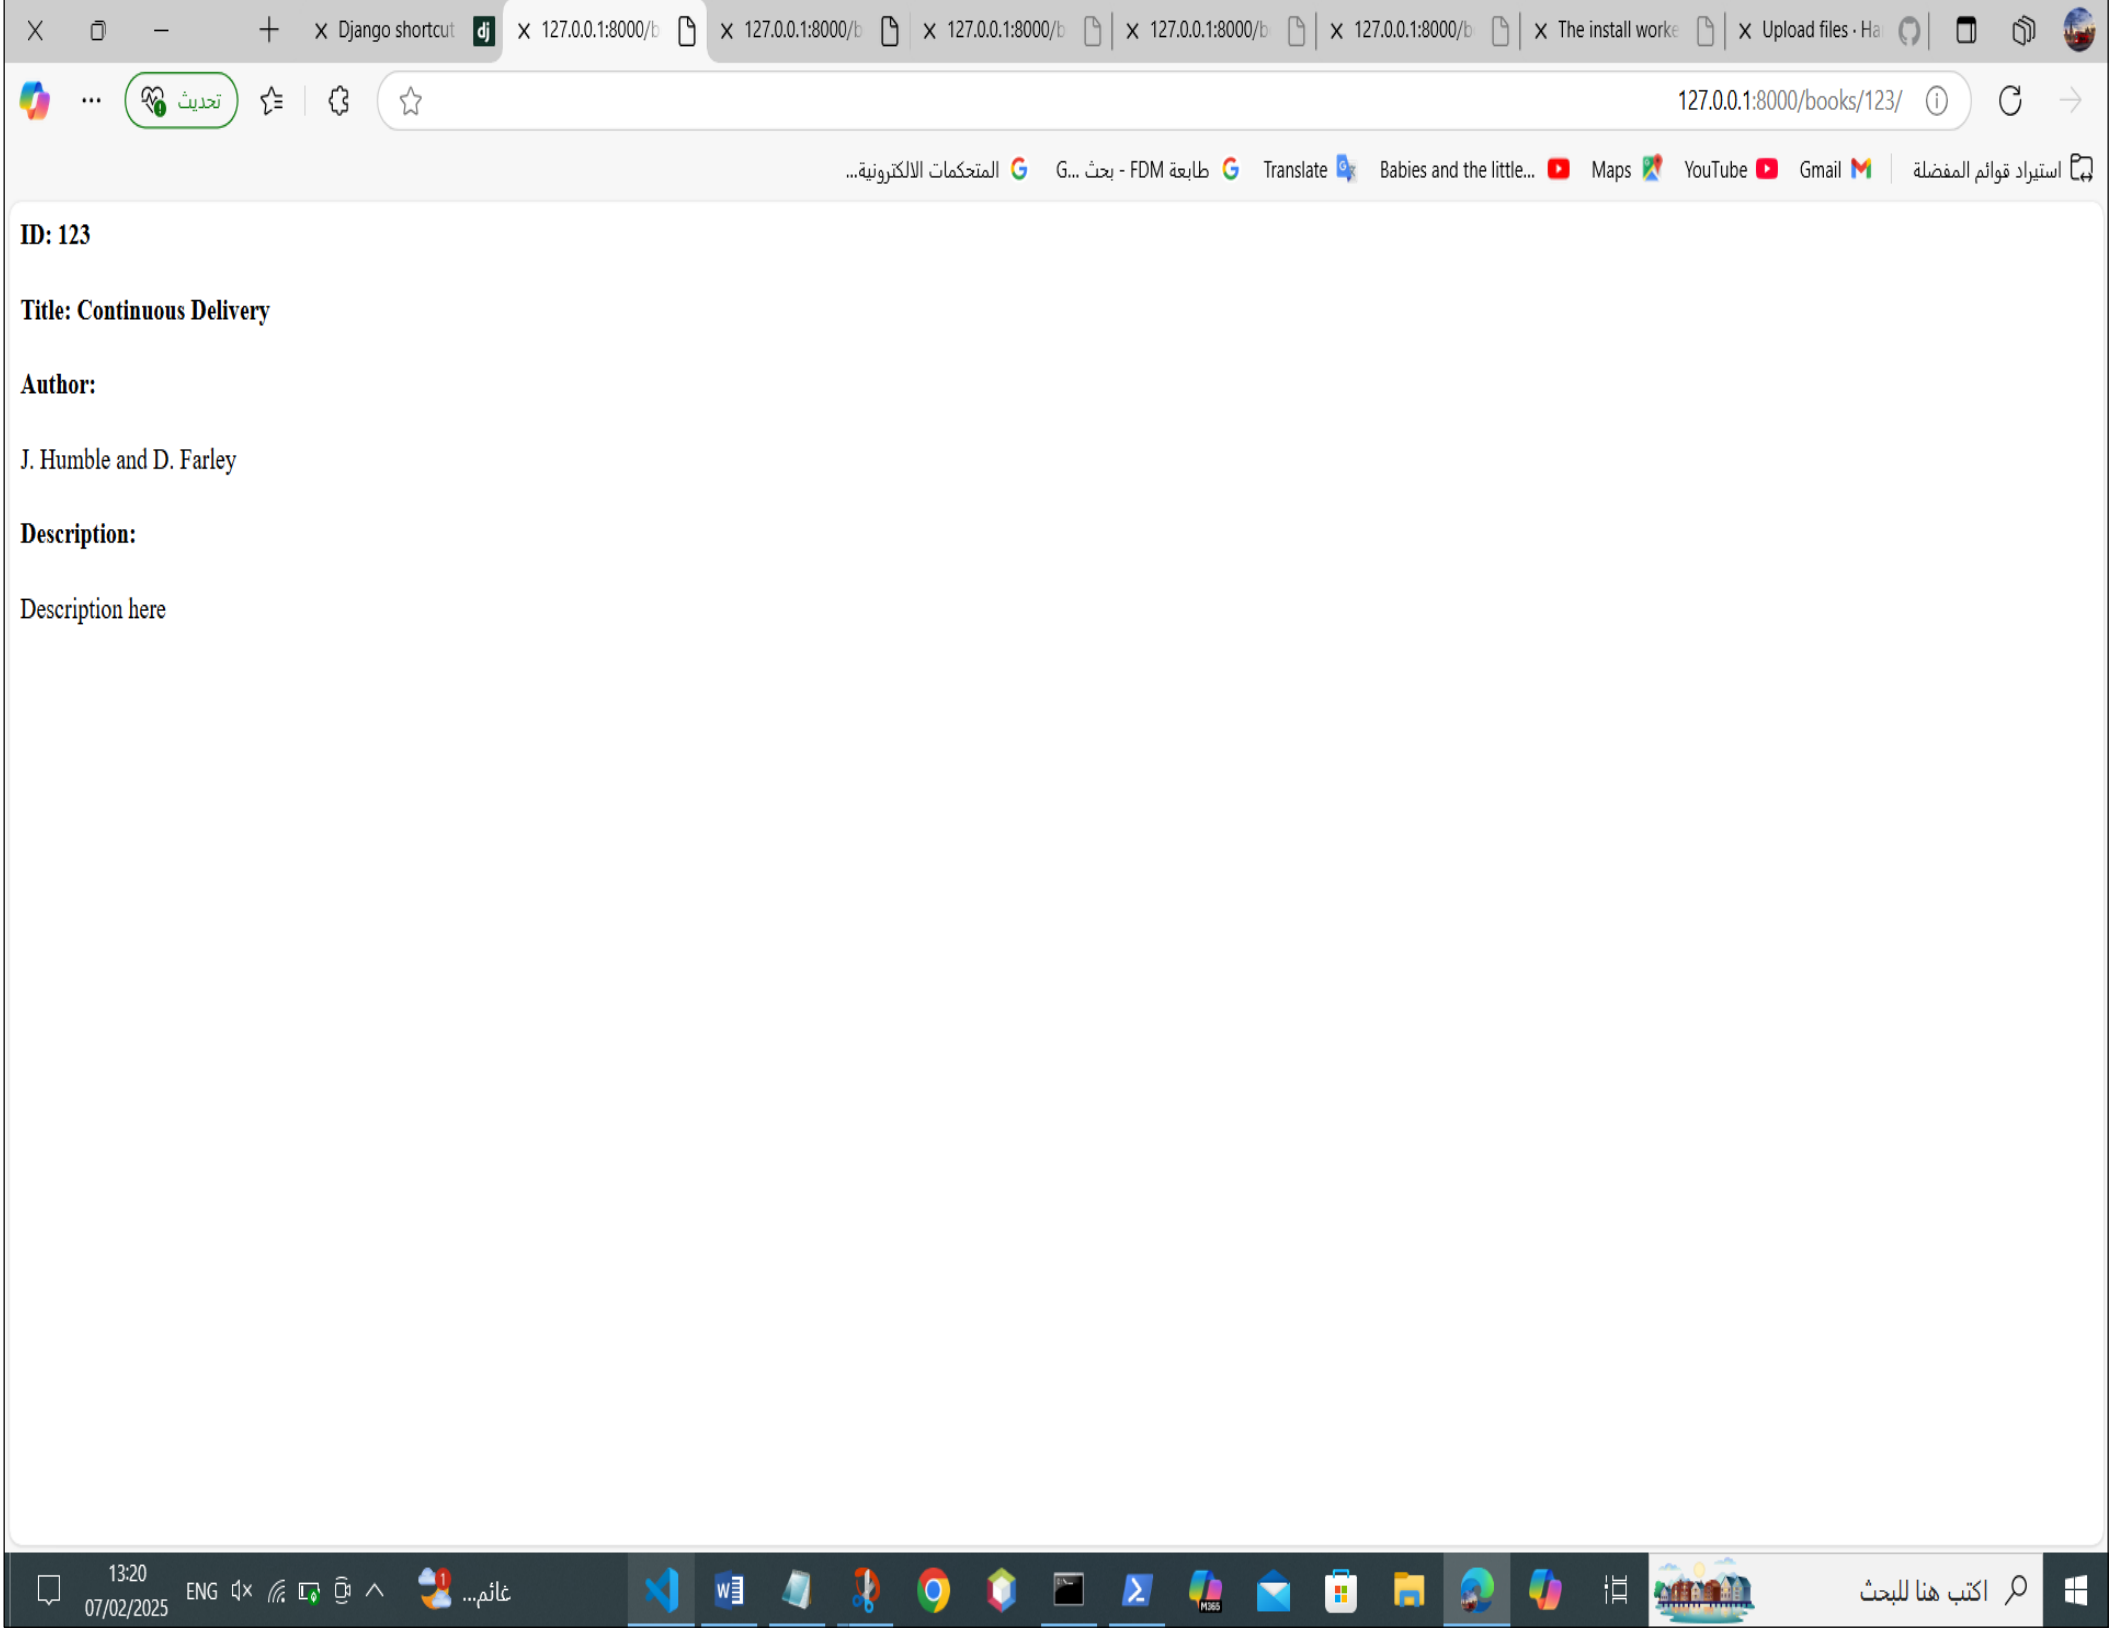 Django shortcut
dj
127.0.0.1:8000/b
127.0.0.1:8000/b
127.0.0.1:8000/b
127.0.0.1:8000/b
127.0.0.1:8000/b
The install worke
Upload files · Ha
تحديث
127.0.0.1:8000/books/123/
استيراد قوائم المفضلة
Gmail
YouTube
Maps
Babies and the little...
Translate
طابعة FDM - بحث G...
المتحكمات الالكترونية...
ID: 123
Title: Continuous Delivery
Author:
J. Humble and D. Farley
Description:
Description here
13:20
07/02/2025
ENG
1
غائم...
M365
اكتب هنا للبحث